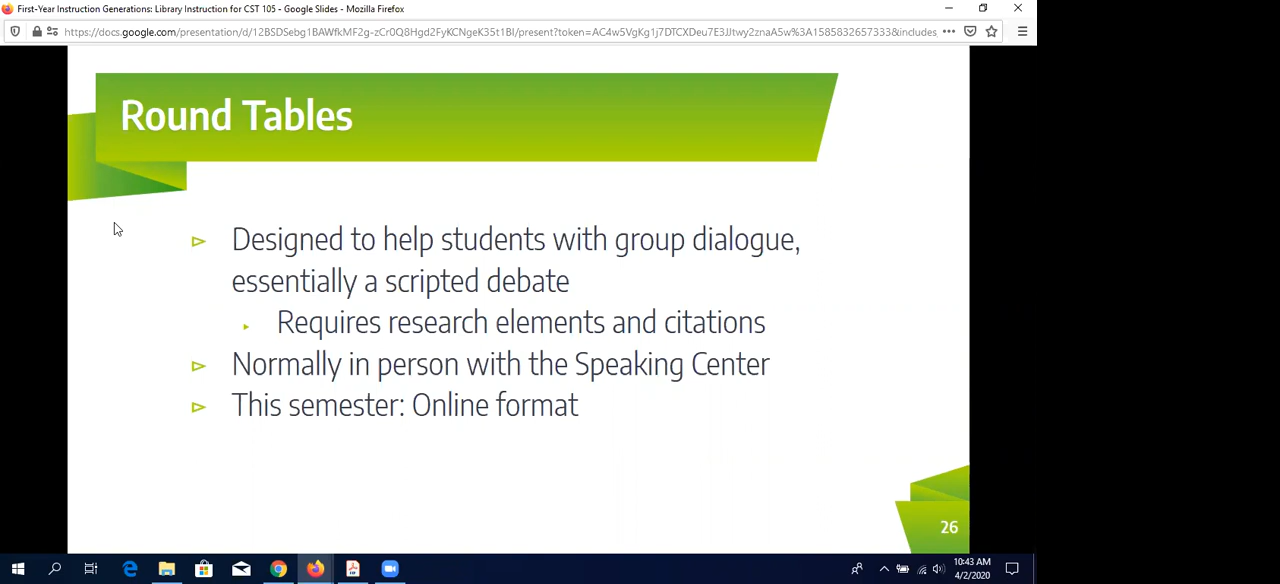 First-Year Instruction Generations: Library Instruction for CST 105 - Google Slides - Mozilla Firefox
Round Tables
Designed to help students with group dialogue,
essentially a scripted debate
Requires research elements and citations
Normally in person with the Speaking Center
This semester: Online format
26
10:43 AM
4/2/2020